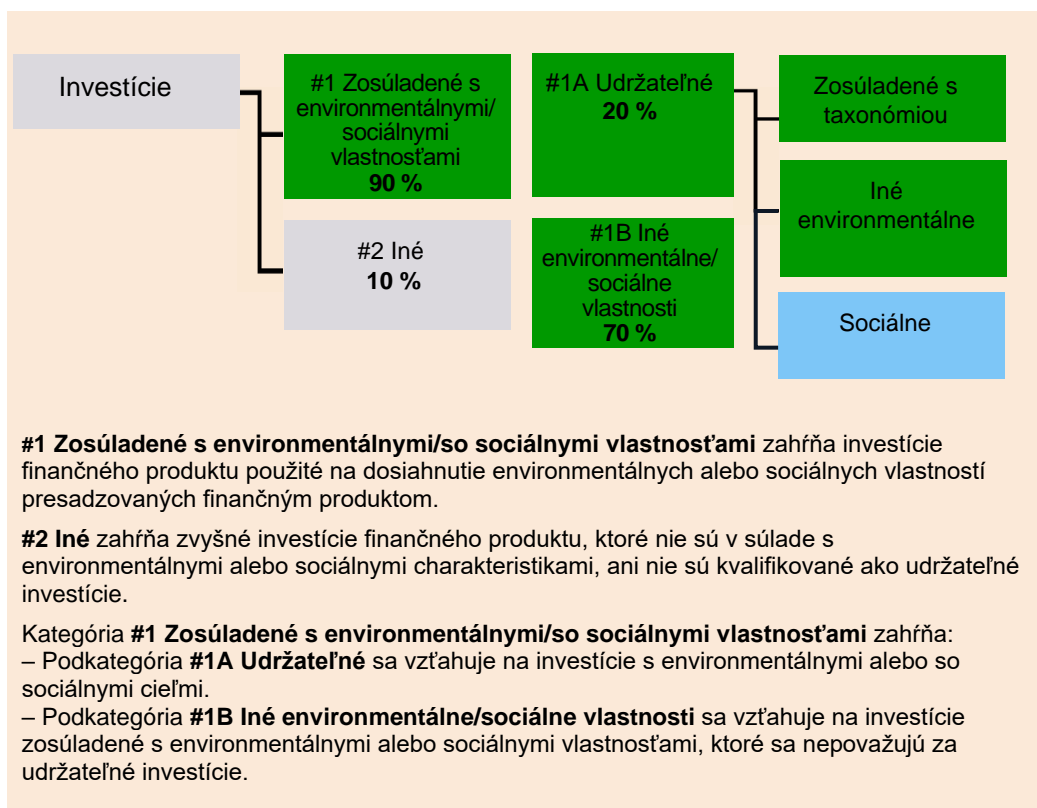 Investície
#1 Zosúladené s
environmentálnymi/
sociálnymi
vlastnosťami
90 %
#2 Iné
10 %
#1A Udržateľné
20 %
#1B Iné
environmentálne/
sociálne
vlastnosti
70 %
Zosúladené s
taxonómiou
Iné
environmentálne
Sociálne
#1 Zosúladené s environmentálnymi/so sociálnymi vlastnosťami zahŕňa investície
finančného produktu použité na dosiahnutie environmentálnych alebo sociálnych vlastností
presadzovaných finančným produktom.
#2 Iné zahŕňa zvyšné investície finančného produktu, ktoré nie sú v súlade s
environmentálnymi alebo sociálnymi charakteristikami, ani nie sú kvalifikované ako udržateľné
investície.
Kategória #1 Zosúladené s environmentálnymi/so sociálnymi vlastnosťami zahŕňa:
– Podkategória #1A Udržateľné sa vzťahuje na investície s environmentálnymi alebo so
sociálnymi cieľmi.
– Podkategória #1B Iné environmentálne/sociálne vlastnosti sa vzťahuje na investície
zosúladené s environmentálnymi alebo sociálnymi vlastnosťami, ktoré sa nepovažujú za
udržateľné investície.